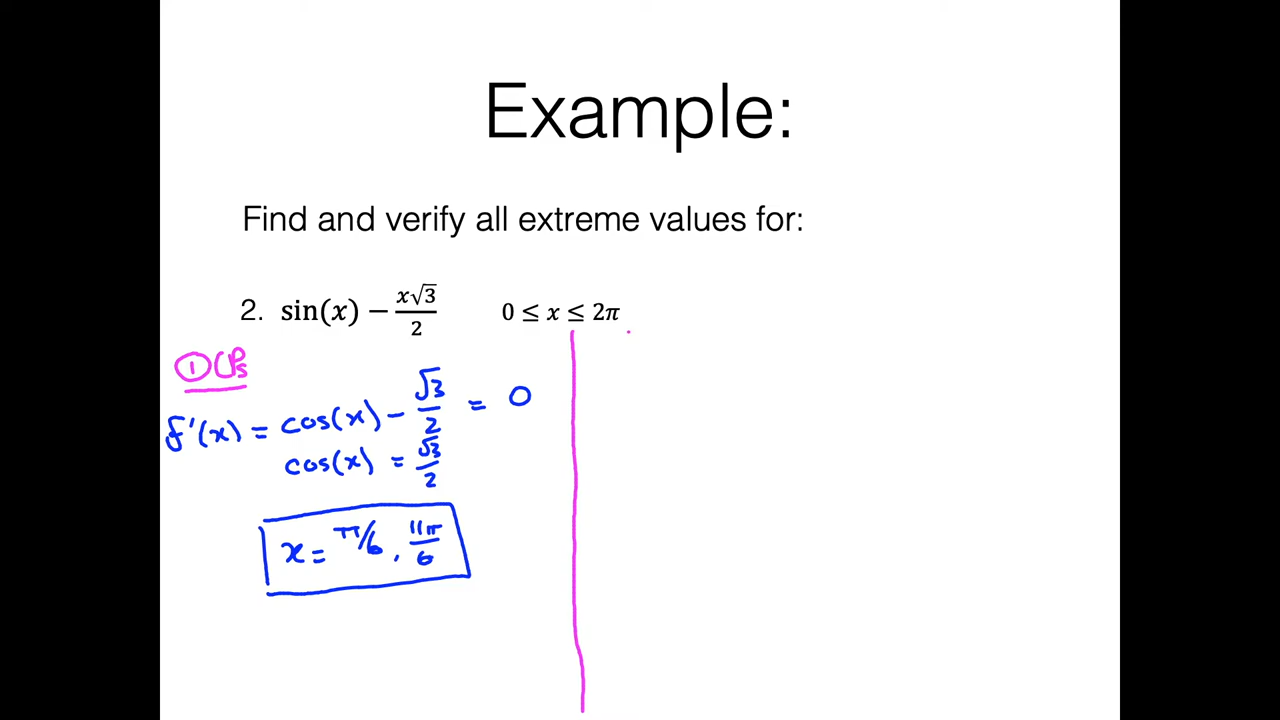 Example:
Find and verify all extreme values for:
2. sin(x) − x√3/2 0 ≤ x ≤ 2π
① CPs
f'(x) = cos(x) − √3/2 = 0
cos(x) = √3/2
x = π/6, 11π/6